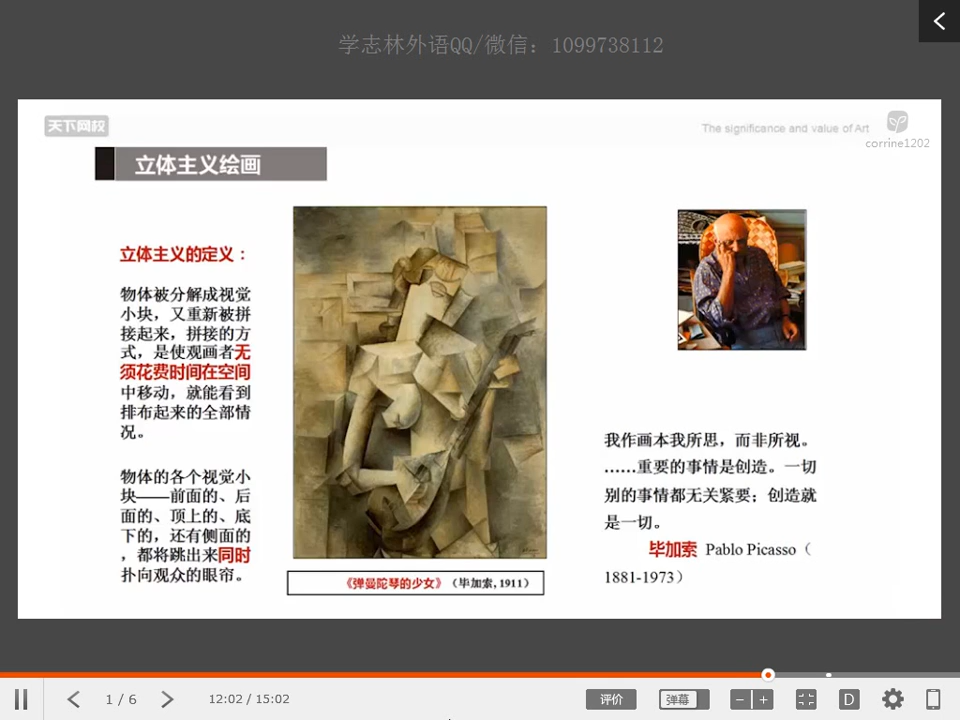 学志林外语QQ/微信：1099738112
天下网校
The significance and value of Art
corrine1202
立体主义绘画
立体主义的定义：
物体被分解成视觉
小块，又重新被拼
接起来，拼接的方
式，是使观画者无
须花费时间在空间
中移动，就能看到
排布起来的全部情
况。
物体的各个视觉小
块——前面的、后
面的、顶上的、底
下的，还有侧面的
，都将跳出来同时
扑向观众的眼帘。
《弹曼陀琴的少女》（毕加索, 1911）
我作画本我所思，而非所视。
……重要的事情是创造。一切
别的事情都无关紧要；创造就
是一切。
毕加索 Pablo Picasso（
1881-1973）
1 / 6
12:02 / 15:02
评价
弹幕
D